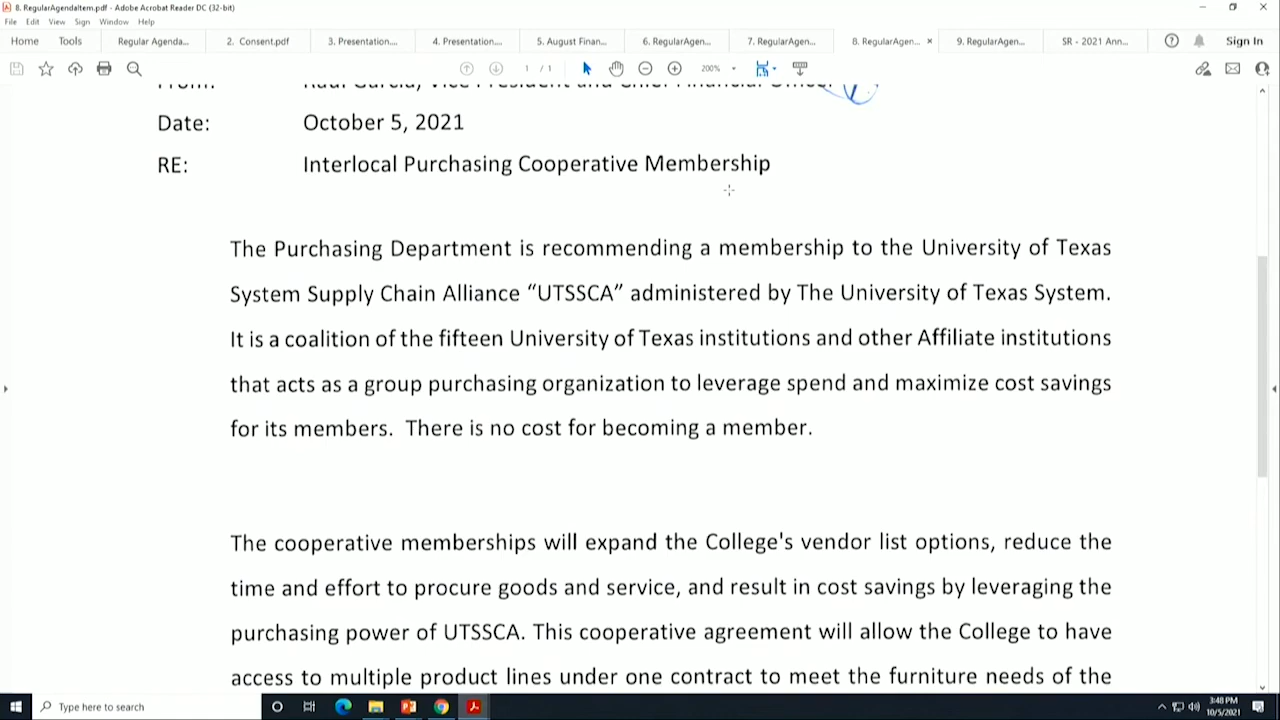 8. RegularAgendaItem.pdf - Adobe Acrobat Reader DC (32-bit)
File Edit View Sign Window Help
Home Tools Regular Agenda... 2. Consent.pdf 3. Presentation.... 4. Presentation.... 5. August Finan... 6. RegularAgen... 7. RegularAgen... 8. RegularAgen... × 9. RegularAgen... SR - 2021 Ann... Sign In
1 / 1 200%
From: Raul Garcia, Vice President and Chief Financial Officer
Date: October 5, 2021
RE: Interlocal Purchasing Cooperative Membership
The Purchasing Department is recommending a membership to the University of Texas
System Supply Chain Alliance “UTSSCA” administered by The University of Texas System.
It is a coalition of the fifteen University of Texas institutions and other Affiliate institutions
that acts as a group purchasing organization to leverage spend and maximize cost savings
for its members. There is no cost for becoming a member.
The cooperative memberships will expand the College's vendor list options, reduce the
time and effort to procure goods and service, and result in cost savings by leveraging the
purchasing power of UTSSCA. This cooperative agreement will allow the College to have
access to multiple product lines under one contract to meet the furniture needs of the
Type here to search
3:48 PM
10/5/2021